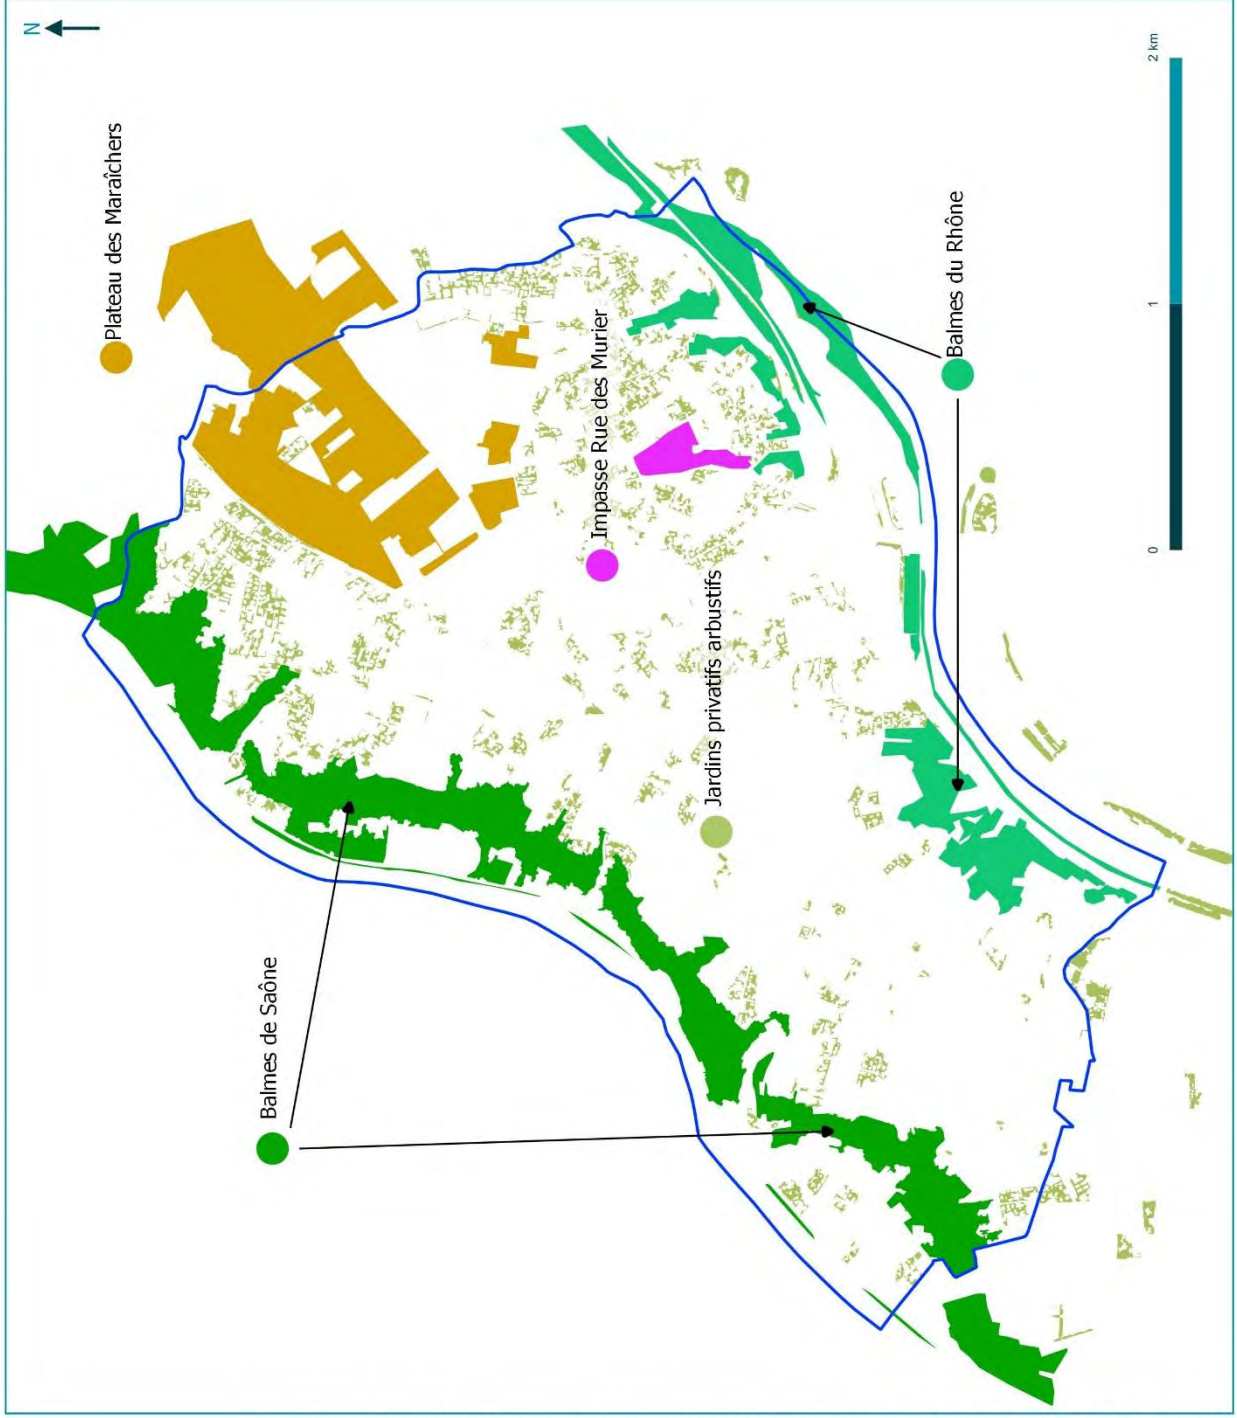 N
Plateau des Maraîchers
Balmes de Saône
Impasse Rue des Murier
Jardins privatifs arbustifs
Balmes du Rhône
0 1 2 km